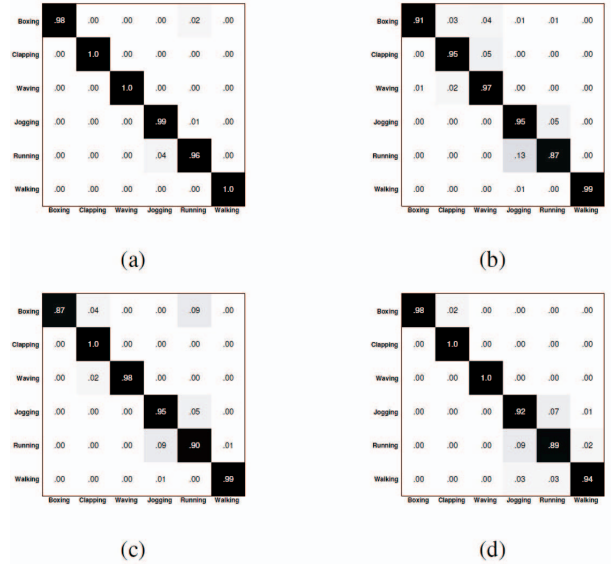 Boxing .98 .00 .00 .00 .02 .00
Clapping .00 1.0 .00 .00 .00 .00
Waving .00 .00 1.0 .00 .00 .00
Jogging .00 .00 .00 .99 .01 .00
Running .00 .00 .00 .04 .96 .00
Walking .00 .00 .00 .00 .00 1.0
Boxing Clapping Waving Jogging Running Walking
(a)
Boxing .91 .03 .04 .01 .01 .00
Clapping .00 .95 .05 .00 .00 .00
Waving .01 .02 .97 .00 .00 .00
Jogging .00 .00 .00 .95 .05 .00
Running .00 .00 .00 .13 .87 .00
Walking .00 .00 .00 .01 .00 .99
Boxing Clapping Waving Jogging Running Walking
(b)
Boxing .87 .04 .00 .00 .09 .00
Clapping .00 1.0 .00 .00 .00 .00
Waving .00 .02 .98 .00 .00 .00
Jogging .00 .00 .00 .95 .05 .00
Running .00 .00 .00 .09 .90 .01
Walking .00 .00 .00 .01 .00 .99
Boxing Clapping Waving Jogging Running Walking
(c)
Boxing .98 .02 .00 .00 .00 .00
Clapping .00 1.0 .00 .00 .00 .00
Waving .00 .00 1.0 .00 .00 .00
Jogging .00 .00 .00 .92 .07 .01
Running .00 .00 .00 .09 .89 .02
Walking .00 .00 .00 .03 .03 .94
Boxing Clapping Waving Jogging Running Walking
(d)